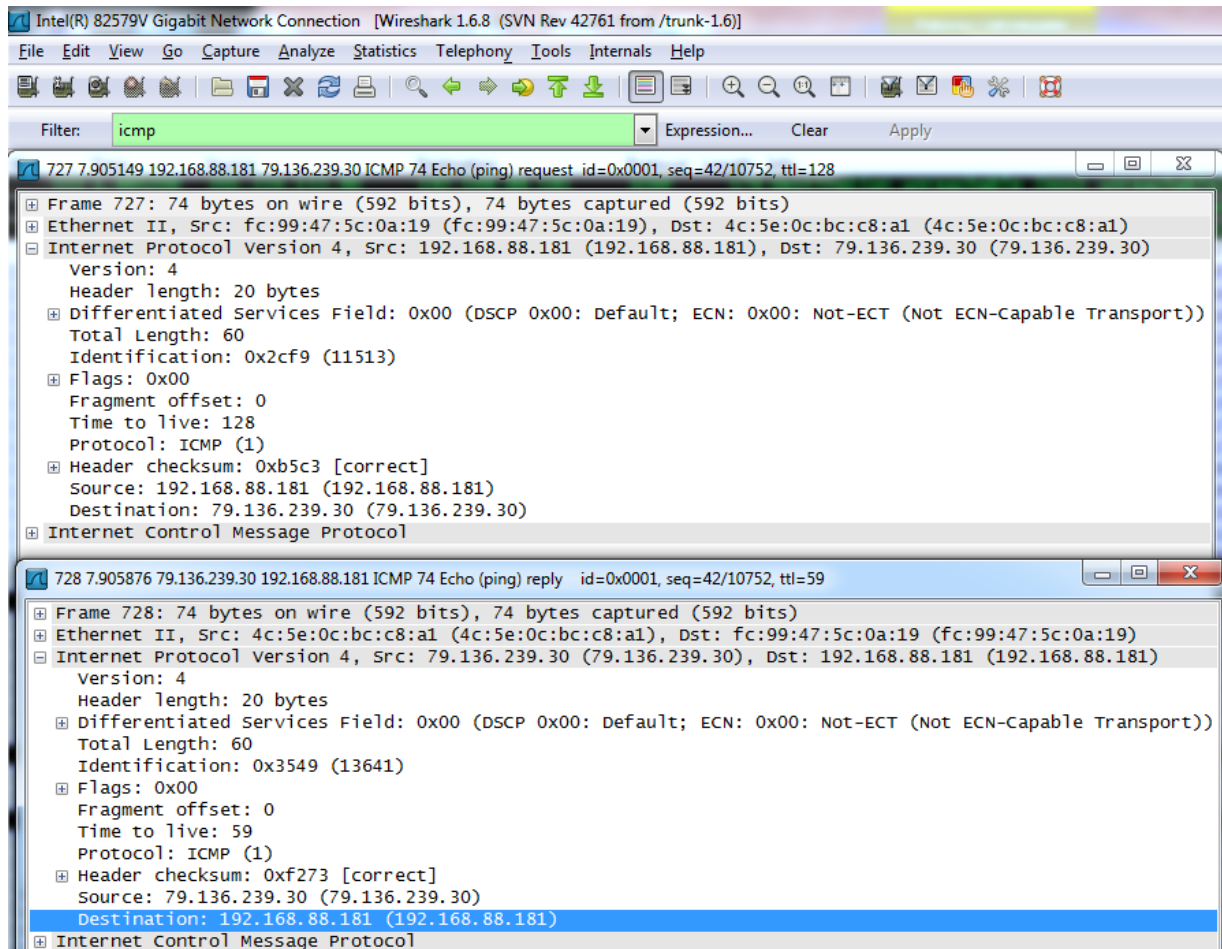 Intel(R) 82579V Gigabit Network Connection [Wireshark 1.6.8 (SVN Rev 42761 from /trunk-1.6)]
File Edit View Go Capture Analyze Statistics Telephony Tools Internals Help
Filter: icmp Expression... Clear Apply
727 7.905149 192.168.88.181 79.136.239.30 ICMP 74 Echo (ping) request id=0x0001, seq=42/10752, ttl=128
Frame 727: 74 bytes on wire (592 bits), 74 bytes captured (592 bits)
Ethernet II, Src: fc:99:47:5c:0a:19 (fc:99:47:5c:0a:19), Dst: 4c:5e:0c:bc:c8:a1 (4c:5e:0c:bc:c8:a1)
Internet Protocol Version 4, Src: 192.168.88.181 (192.168.88.181), Dst: 79.136.239.30 (79.136.239.30)
Version: 4
Header length: 20 bytes
Differentiated Services Field: 0x00 (DSCP 0x00: Default; ECN: 0x00: Not-ECT (Not ECN-Capable Transport))
Total Length: 60
Identification: 0x2cf9 (11513)
Flags: 0x00
Fragment offset: 0
Time to live: 128
Protocol: ICMP (1)
Header checksum: 0xb5c3 [correct]
Source: 192.168.88.181 (192.168.88.181)
Destination: 79.136.239.30 (79.136.239.30)
Internet Control Message Protocol
728 7.905876 79.136.239.30 192.168.88.181 ICMP 74 Echo (ping) reply id=0x0001, seq=42/10752, ttl=59
Frame 728: 74 bytes on wire (592 bits), 74 bytes captured (592 bits)
Ethernet II, Src: 4c:5e:0c:bc:c8:a1 (4c:5e:0c:bc:c8:a1), Dst: fc:99:47:5c:0a:19 (fc:99:47:5c:0a:19)
Internet Protocol Version 4, Src: 79.136.239.30 (79.136.239.30), Dst: 192.168.88.181 (192.168.88.181)
Version: 4
Header length: 20 bytes
Differentiated Services Field: 0x00 (DSCP 0x00: Default; ECN: 0x00: Not-ECT (Not ECN-Capable Transport))
Total Length: 60
Identification: 0x3549 (13641)
Flags: 0x00
Fragment offset: 0
Time to live: 59
Protocol: ICMP (1)
Header checksum: 0xf273 [correct]
Source: 79.136.239.30 (79.136.239.30)
Destination: 192.168.88.181 (192.168.88.181)
Internet Control Message Protocol